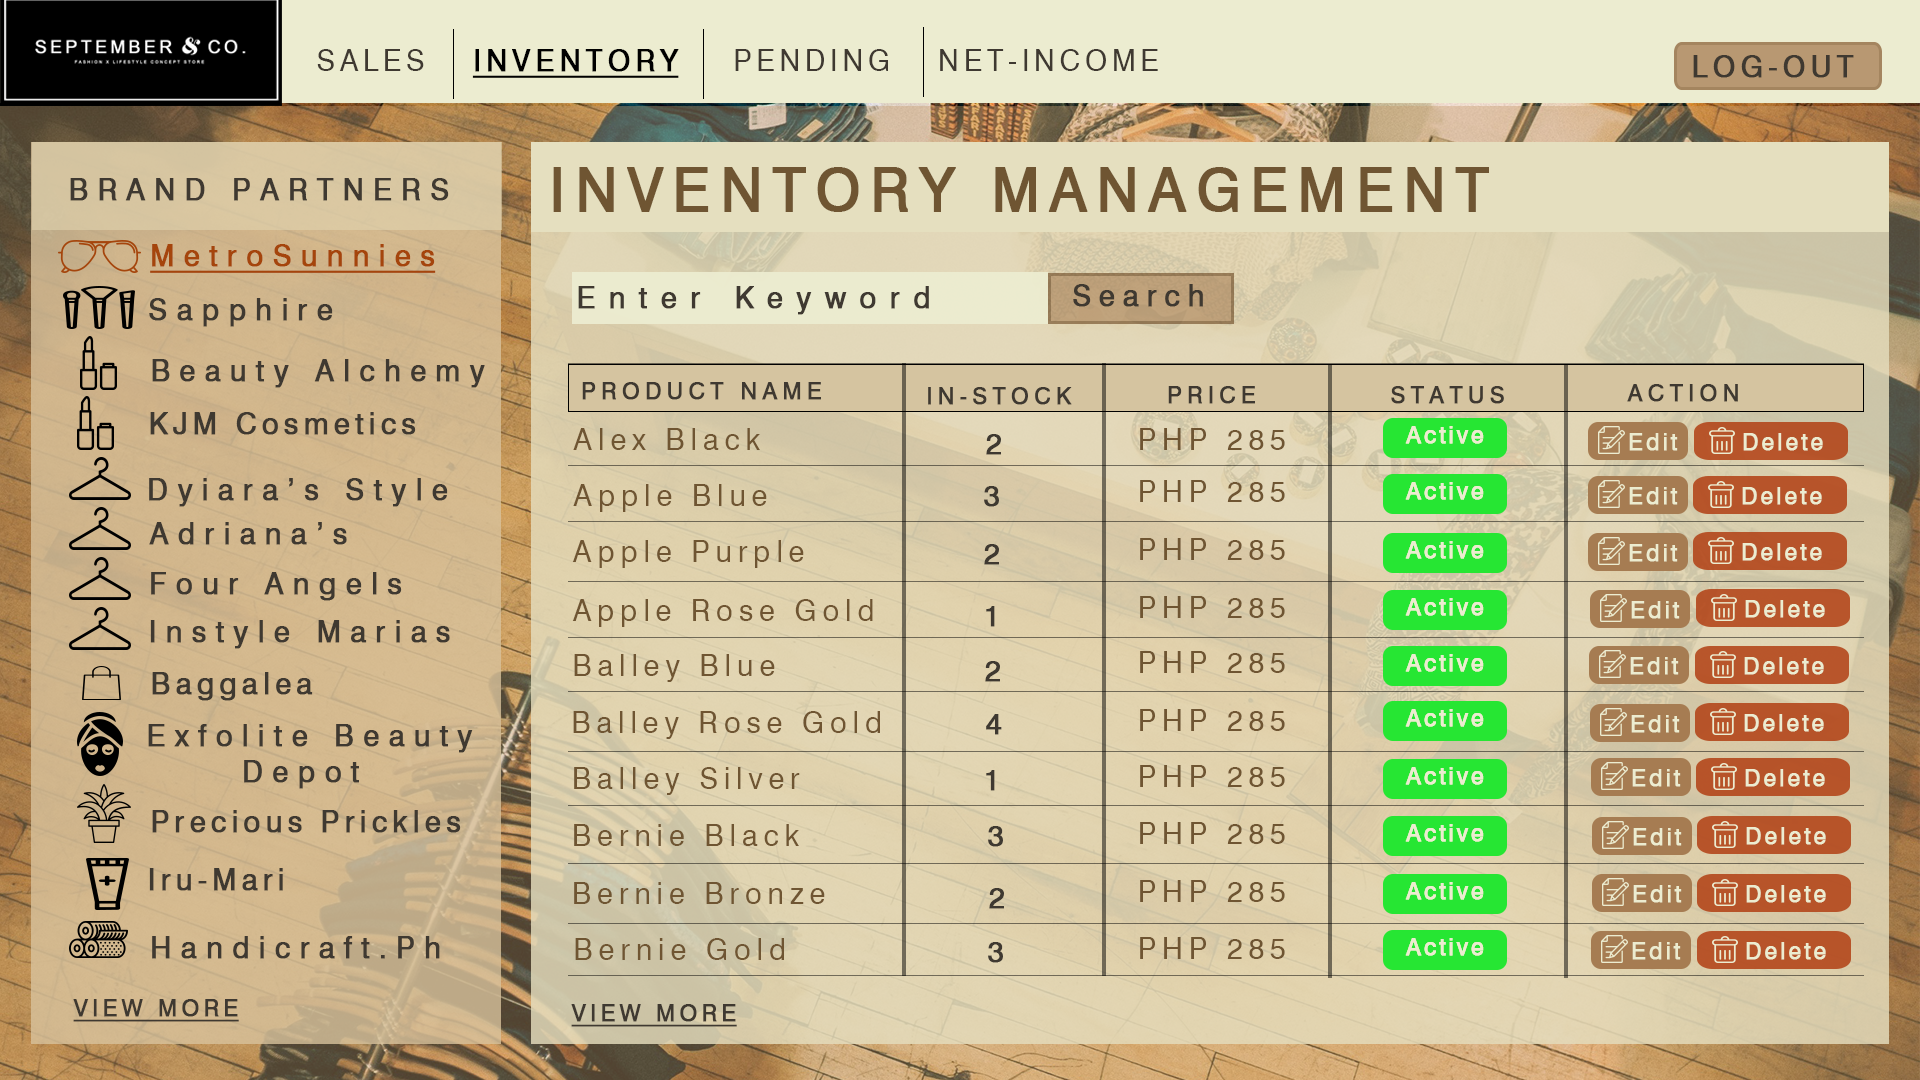 SEPTEMBER & CO.
FASHION X LIFESTYLE CONCEPT STORE
SALES
INVENTORY
PENDING
NET-INCOME
LOG-OUT
BRAND PARTNERS
MetroSunnies
Sapphire
Beauty Alchemy
KJM Cosmetics
Dyiara’s Style
Adriana’s
Four Angels
Instyle Marias
Baggalea
Exfolite Beauty
Depot
Precious Prickles
Iru-Mari
Handicraft.Ph
VIEW MORE
INVENTORY MANAGEMENT
Enter Keyword
Search
PRODUCT NAME IN-STOCK PRICE STATUS ACTION
Alex Black 2 PHP 285 Active Edit Delete
Apple Blue 3 PHP 285 Active Edit Delete
Apple Purple 2 PHP 285 Active Edit Delete
Apple Rose Gold 1 PHP 285 Active Edit Delete
Balley Blue 2 PHP 285 Active Edit Delete
Balley Rose Gold 4 PHP 285 Active Edit Delete
Balley Silver 1 PHP 285 Active Edit Delete
Bernie Black 3 PHP 285 Active Edit Delete
Bernie Bronze 2 PHP 285 Active Edit Delete
Bernie Gold 3 PHP 285 Active Edit Delete
VIEW MORE